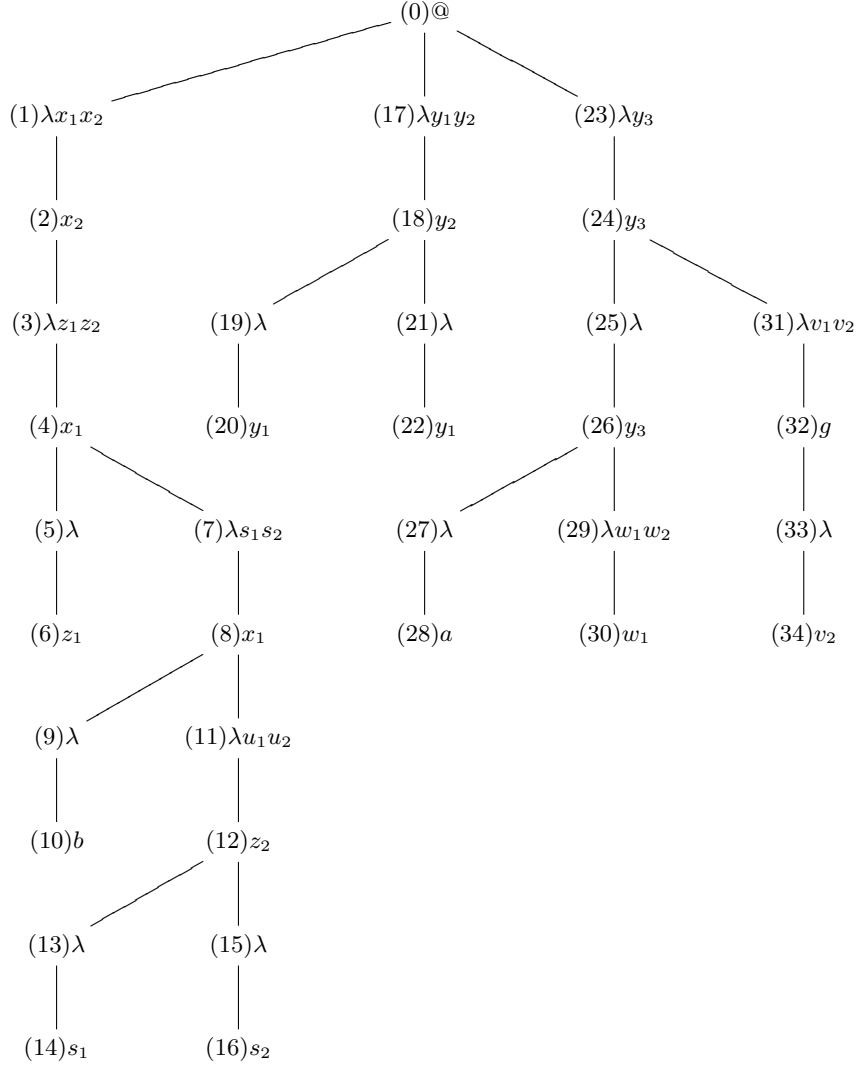 (0)@
(1)λx₁x₂ (17)λy₁y₂ (23)λy₃
(2)x₂ (18)y₂ (24)y₃
(3)λz₁z₂ (19)λ (21)λ (25)λ (31)λv₁v₂
(4)x₁ (20)y₁ (22)y₁ (26)y₃ (32)g
(5)λ (7)λs₁s₂ (27)λ (29)λw₁w₂ (33)λ
(6)z₁ (8)x₁ (28)a (30)w₁ (34)v₂
(9)λ (11)λu₁u₂
(10)b (12)z₂
(13)λ (15)λ
(14)s₁ (16)s₂